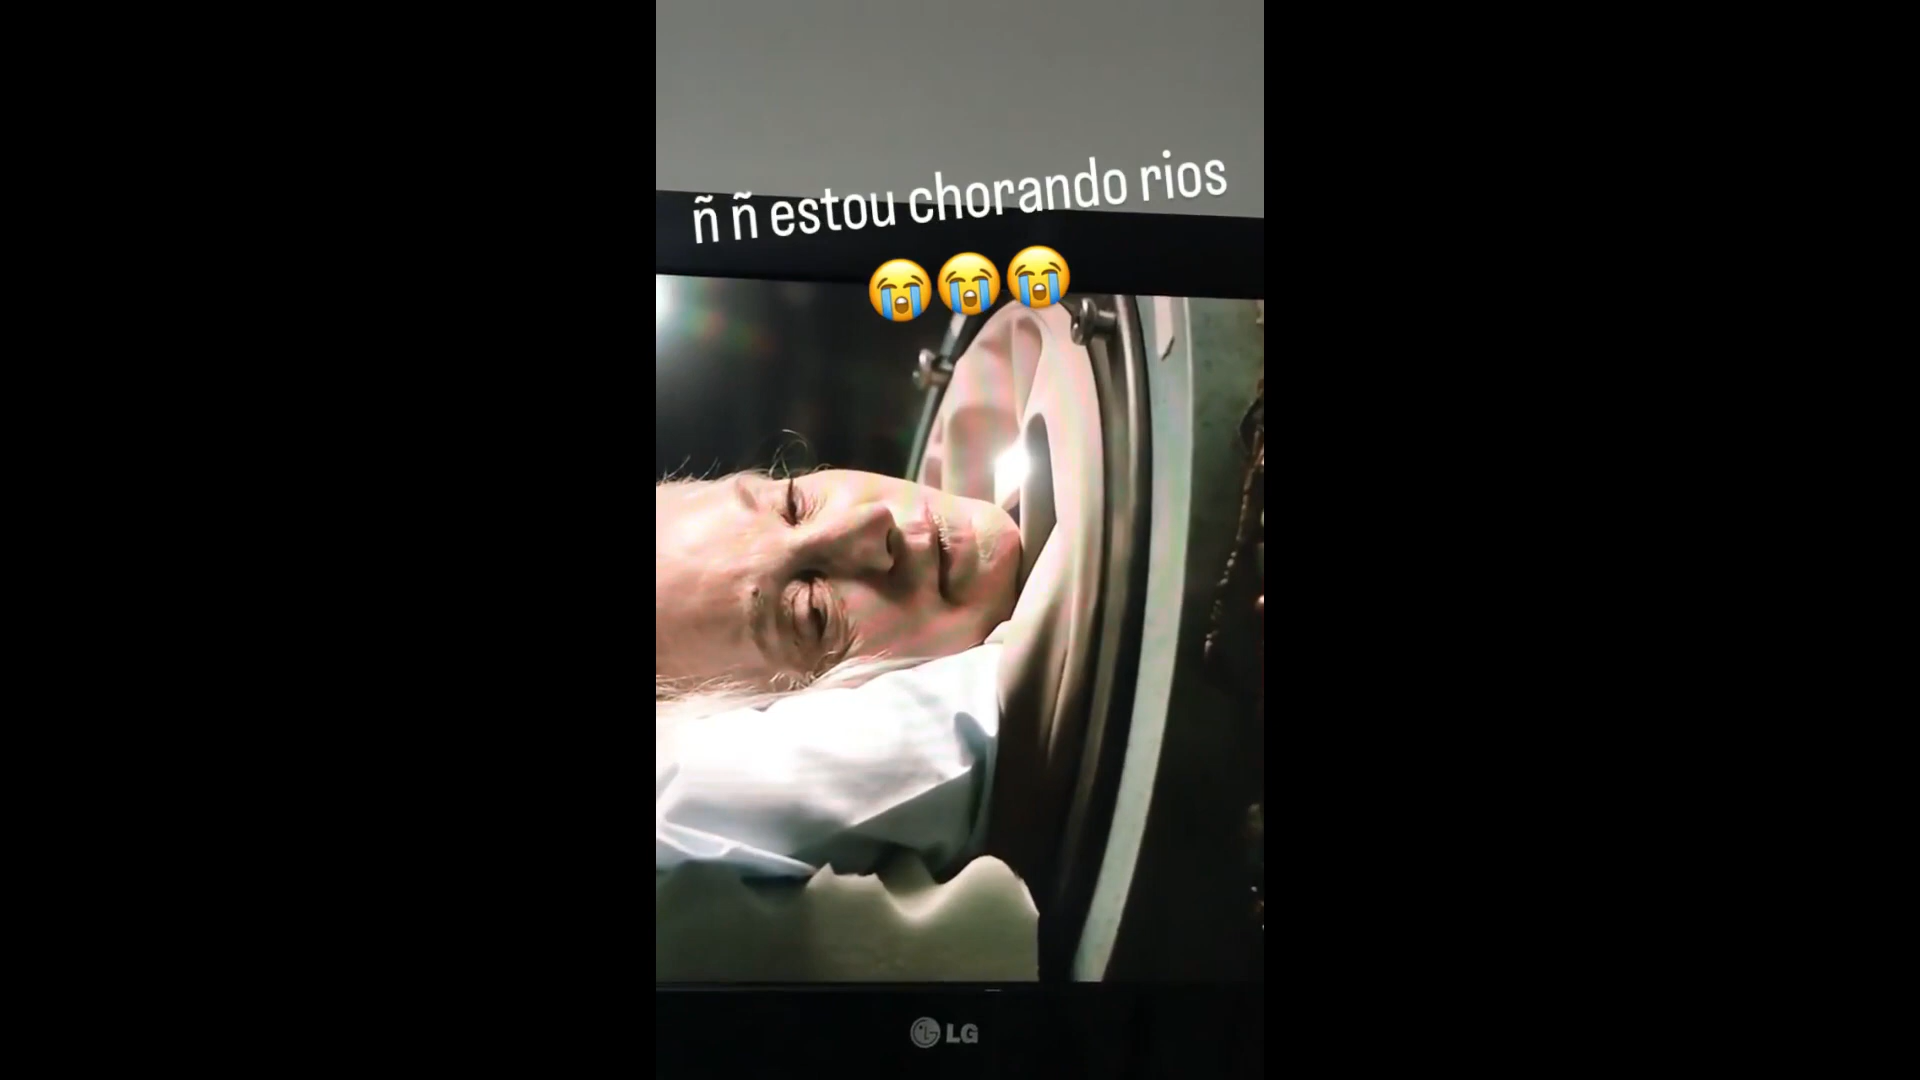 ñ ñ estou chorando rios
😭😭😭
LG